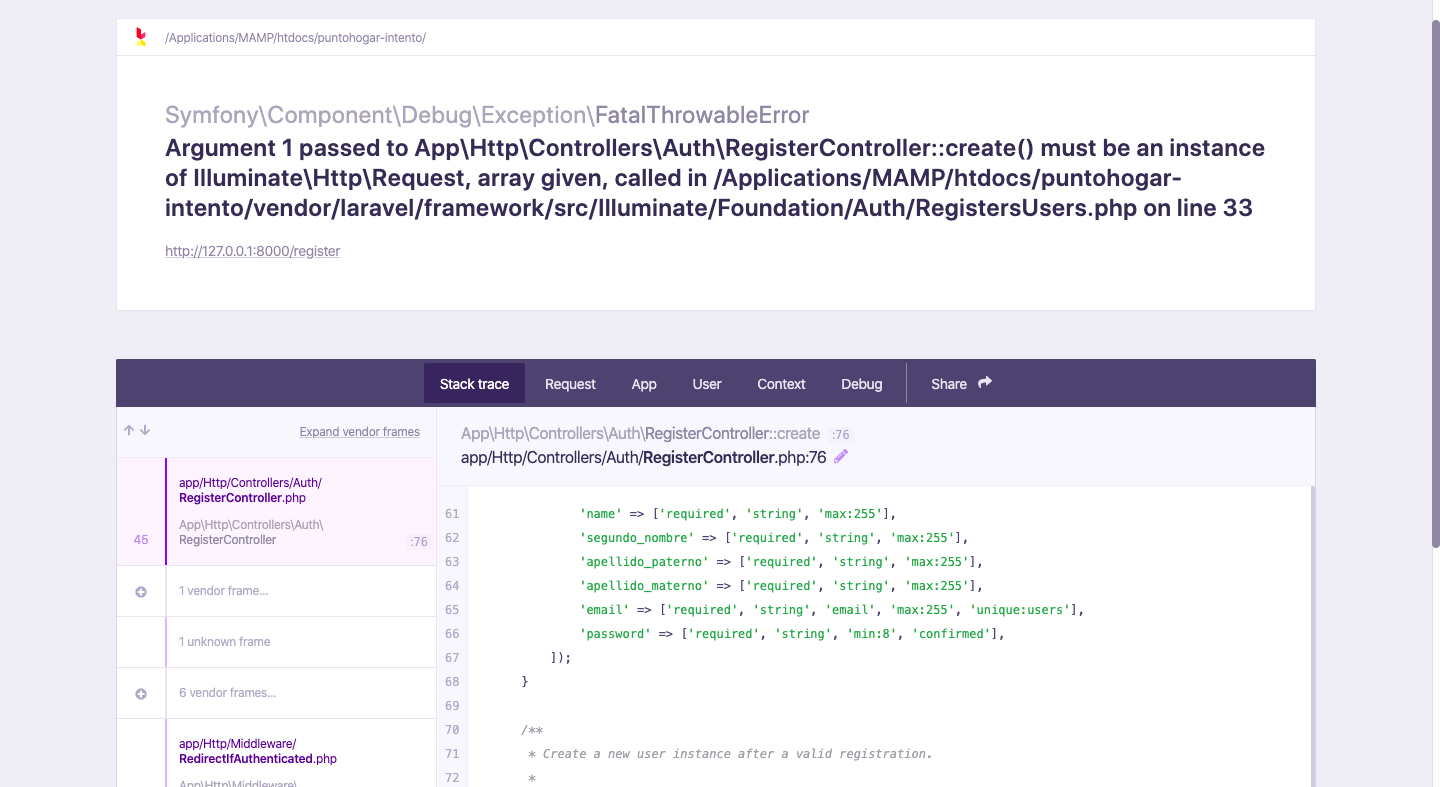 /Applications/MAMP/htdocs/puntohogar-intento/
Symfony\Component\Debug\Exception\FatalThrowableError
Argument 1 passed to App\Http\Controllers\Auth\RegisterController::create() must be an instance
of Illuminate\Http\Request, array given, called in /Applications/MAMP/htdocs/puntohogar-
intento/vendor/laravel/framework/src/Illuminate/Foundation/Auth/RegistersUsers.php on line 33
http://127.0.0.1:8000/register
Stack trace Request App User Context Debug Share
Expand vendor frames
app/Http/Controllers/Auth/
RegisterController.php
App\Http\Controllers\Auth\
45 RegisterController :76
1 vendor frame...
1 unknown frame
6 vendor frames...
app/Http/Middleware/
RedirectIfAuthenticated.php
App\Http\Middleware\
App\Http\Controllers\Auth\RegisterController::create :76
app/Http/Controllers/Auth/RegisterController.php:76
61 'name' => ['required', 'string', 'max:255'],
62 'segundo_nombre' => ['required', 'string', 'max:255'],
63 'apellido_paterno' => ['required', 'string', 'max:255'],
64 'apellido_materno' => ['required', 'string', 'max:255'],
65 'email' => ['required', 'string', 'email', 'max:255', 'unique:users'],
66 'password' => ['required', 'string', 'min:8', 'confirmed'],
67 ]);
68 }
69
70 /**
71 * Create a new user instance after a valid registration.
72 *